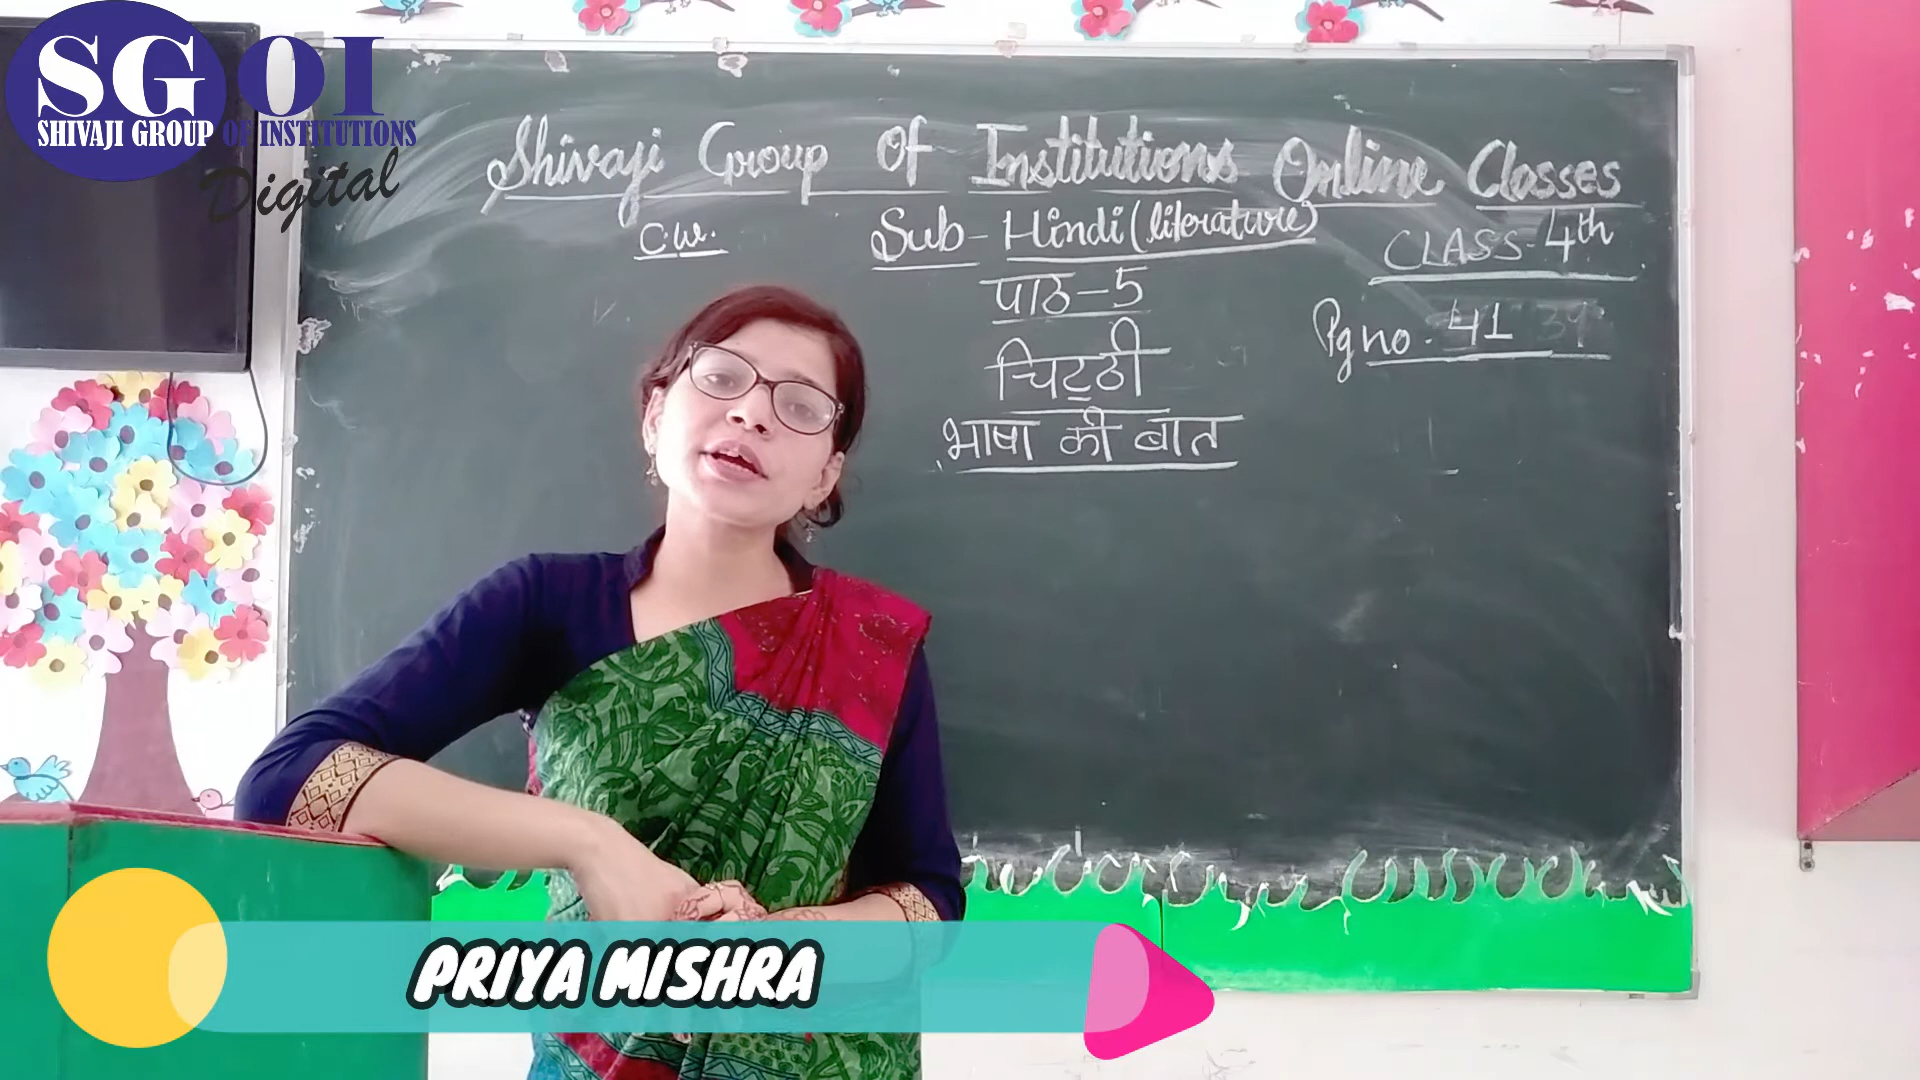 SGOI
SHIVAJI GROUP OF INSTITUTIONS
Digital
Shivaji Group Of Institutions Online Classes
C.W.
Sub- Hindi (literature)
CLASS-4th
पाठ-5
Pg no. 41 39
चिट्ठी
भाषा की बात
PRIYA MISHRA